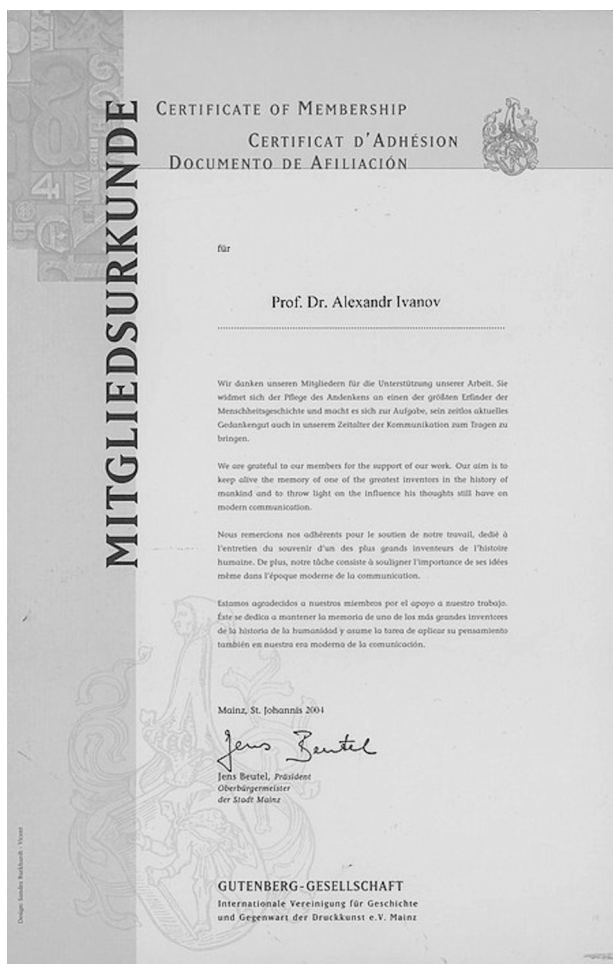 CERTIFICATE OF MEMBERSHIP
CERTIFICAT D'ADHÉSION
DOCUMENTO DE AFILIACIÓN
MITGLIEDSURKUNDE
für
Prof. Dr. Alexandr Ivanov
Wir danken unseren Mitgliedern für die Unterstützung unserer Arbeit. Sie
widmet sich der Pflege des Andenkens an einen der größten Erfinder der
Menschheitsgeschichte und macht es sich zur Aufgabe, sein zeitlos aktuelles
Gedankengut auch in unserem Zeitalter der Kommunikation zum Tragen zu
bringen.
We are grateful to our members for the support of our work. Our aim is to
keep alive the memory of one of the greatest inventors in the history of
mankind and to throw light on the influence his thoughts still have on
modern communication.
Nous remercions nos adhérents pour le soutien de notre travail, dedié à
l'entretien du souvenir d'un des plus grands inventeurs de l'histoire
humaine. De plus, notre tâche consiste à souligner l'importance de ses idées
même dans l'époque moderne de la communication.
Estamos agradecidos a nuestros miembros por el apoyo a nuestro trabajo.
Éste se dedica a mantener la memoria de uno de los más grandes inventores
de la historia de la humanidad y asume la tarea de aplicar su pensamiento
también en nuestra era moderna de la comunicación.
Mainz, St. Johannis 2004
Jens Beutel
Jens Beutel, Präsident
Oberbürgermeister
der Stadt Mainz
GUTENBERG-GESELLSCHAFT
Internationale Vereinigung für Geschichte
und Gegenwart der Druckkunst e.V. Mainz
Design: Sandra Burkhardt - Vicent